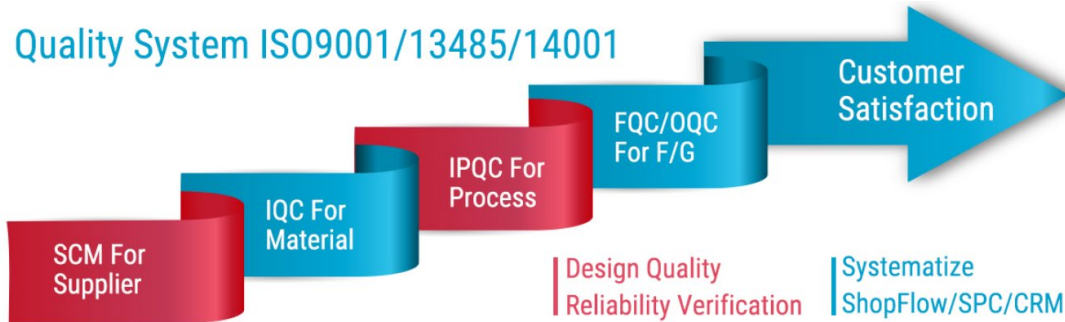 Quality System ISO9001/13485/14001
Customer
Satisfaction
FQC/OQC
For F/G
IPQC For
Process
IQC For
Material
SCM For
Supplier
Design Quality
Reliability Verification
Systematize
ShopFlow/SPC/CRM